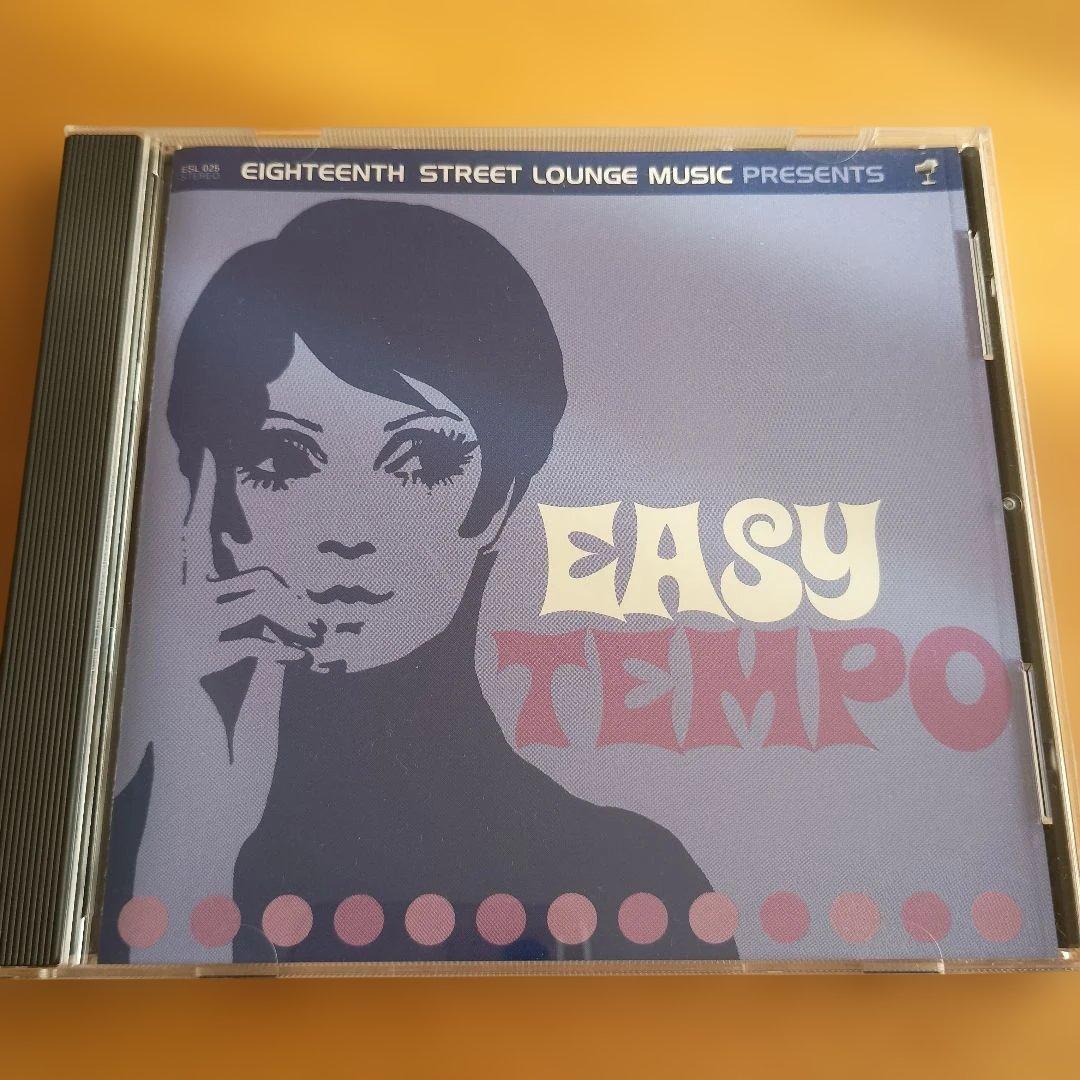 ESL 025
STEREO
EIGHTEENTH STREET LOUNGE MUSIC PRESENTS
EASY
TEMPO